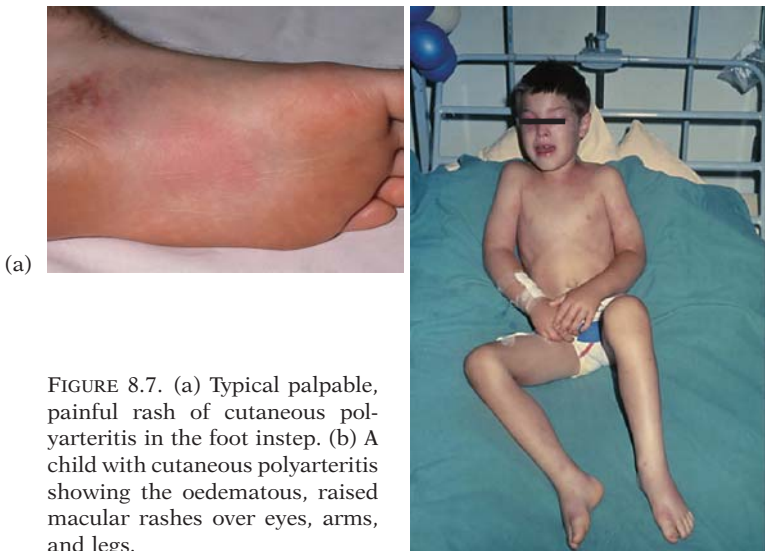 (a)
FIGURE 8.7. (a) Typical palpable,
painful rash of cutaneous pol-
yarteritis in the foot instep. (b) A
child with cutaneous polyarteritis
showing the oedematous, raised
macular rashes over eyes, arms,
and legs.